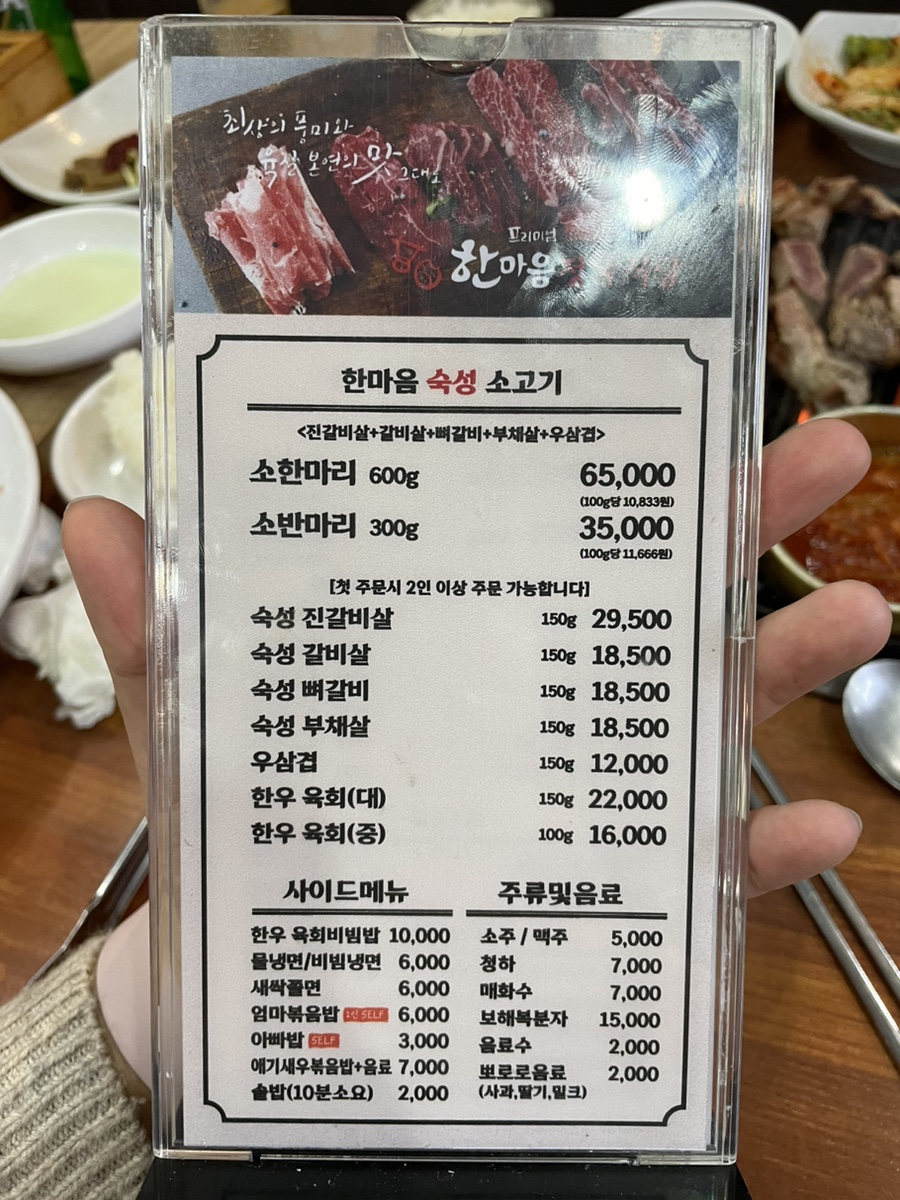 최상의 풍미와
육질 본연의 맛 그대로
프리미엄
한마음
한마음 숙성 소고기
<진갈비살+갈비살+뼈갈비+부채살+우삼겹>
소한마리 600g 65,000
(100g당 10,833원)
소반마리 300g 35,000
(100g당 11,666원)
[첫 주문시 2인 이상 주문 가능합니다]
숙성 진갈비살 150g 29,500
숙성 갈비살 150g 18,500
숙성 뼈갈비 150g 18,500
숙성 부채살 150g 18,500
우삼겹 150g 12,000
한우 육회(대) 150g 22,000
한우 육회(중) 100g 16,000
사이드메뉴
한우 육회비빔밥 10,000
물냉면/비빔냉면 6,000
새싹쫄면 6,000
엄마볶음밥 1인 SELF 6,000
아빠밥 SELF 3,000
애기새우볶음밥+음료 7,000
솥밥(10분소요) 2,000
주류및음료
소주 / 맥주 5,000
청하 7,000
매화수 7,000
보해복분자 15,000
음료수 2,000
뽀로로음료 2,000
(사과,딸기,밀크)